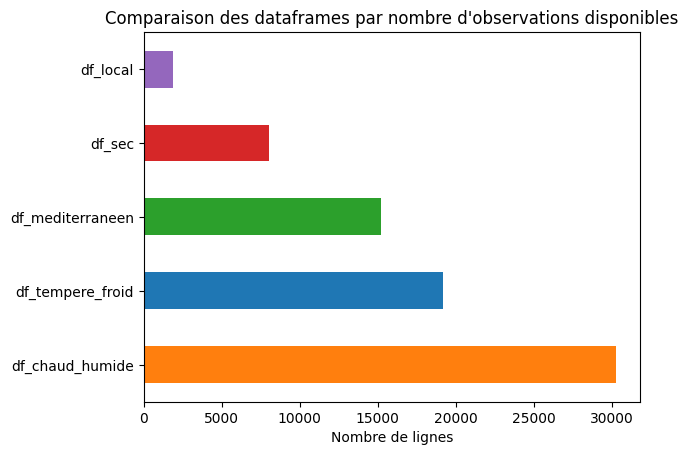 Comparaison des dataframes par nombre d'observations disponibles
df_local
df_sec
df_mediterraneen
df_tempere_froid
df_chaud_humide
0 5000 10000 15000 20000 25000 30000
Nombre de lignes